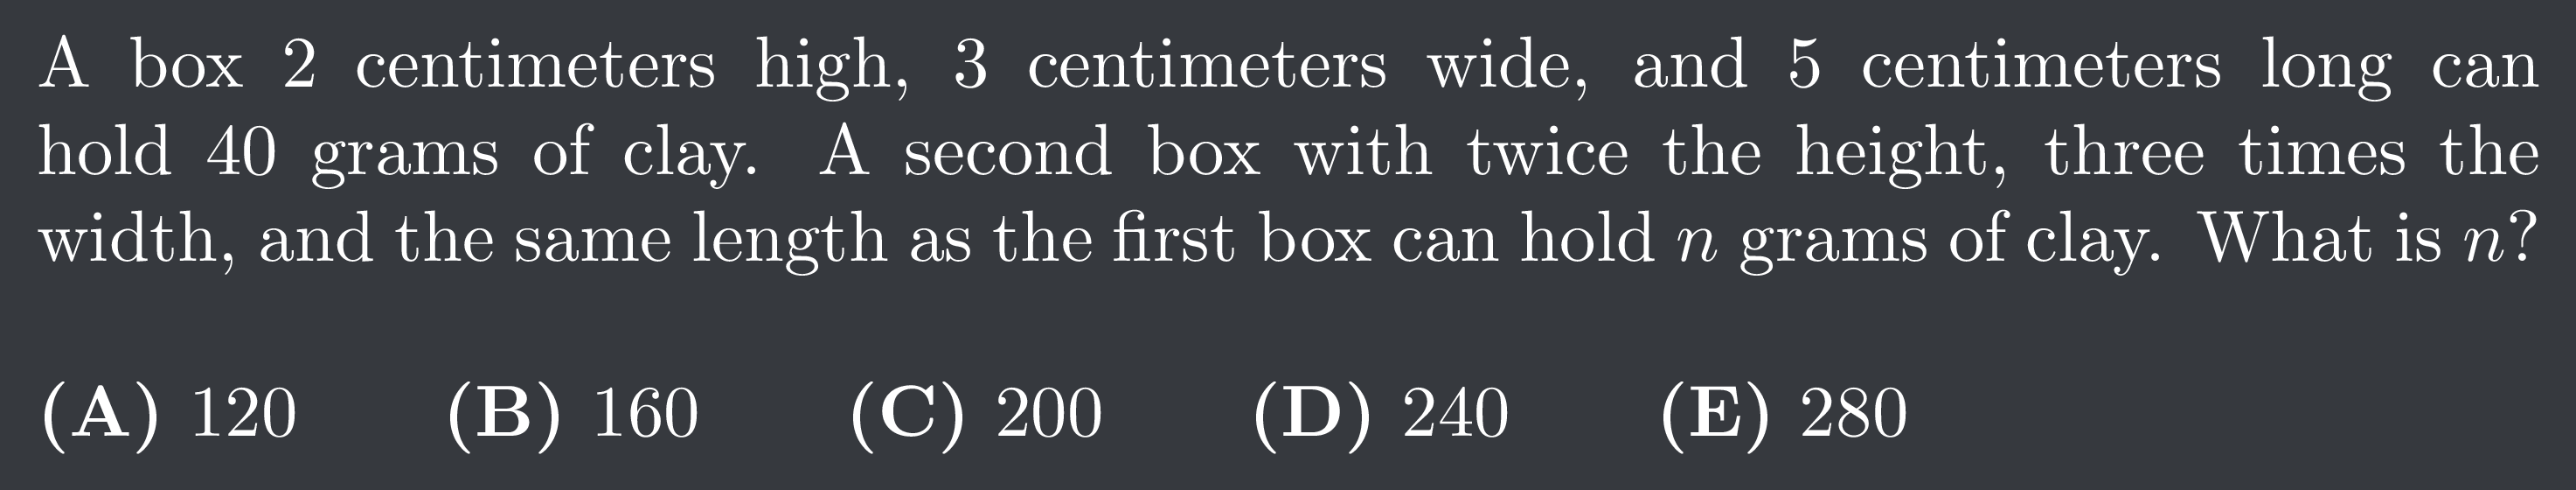 A box 2 centimeters high, 3 centimeters wide, and 5 centimeters long can
hold 40 grams of clay. A second box with twice the height, three times the
width, and the same length as the first box can hold n grams of clay. What is n?
(A) 120 (B) 160 (C) 200 (D) 240 (E) 280